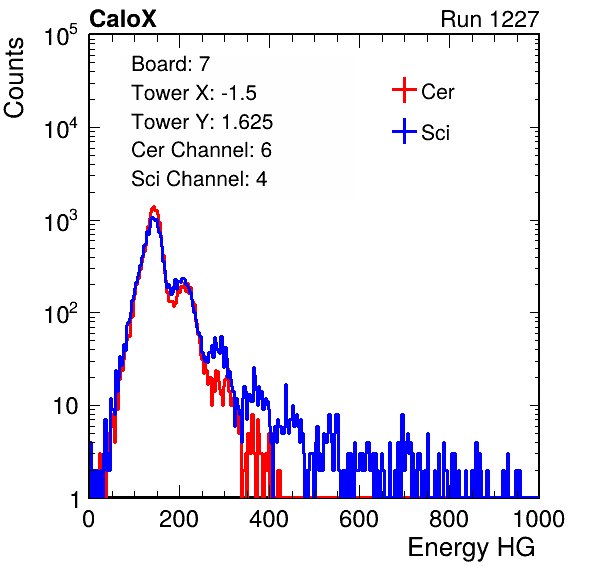 CaloX Run 1227
Counts
10^5
10^4
10^3
10^2
10
1
Board: 7
Tower X: -1.5
Tower Y: 1.625
Cer Channel: 6
Sci Channel: 4
Cer
Sci
0 200 400 600 800 1000
Energy HG